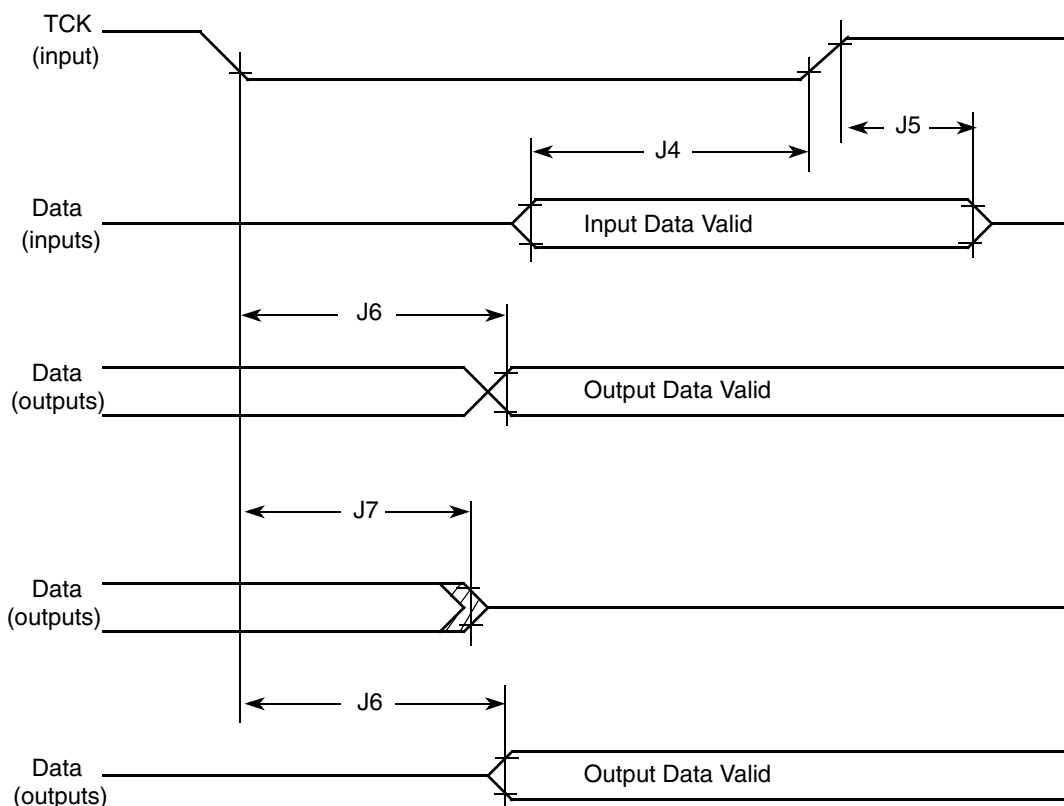 TCK
(input)
J5
J4
Data
(inputs)
Input Data Valid
J6
Data
(outputs)
Output Data Valid
J7
Data
(outputs)
J6
Data
(outputs)
Output Data Valid